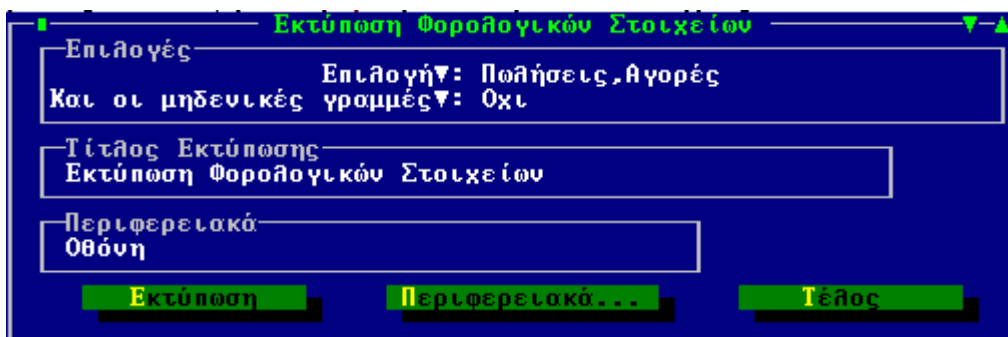 Εκτύπωση Φορολογικών Στοιχείων
Επιλογές
Επιλογή▼: Πωλήσεις,Αγορές
Και οι μηδενικές γραμμές▼: Οχι
Τίτλος Εκτύπωσης
Εκτύπωση Φορολογικών Στοιχείων
Περιφερειακά
Οθόνη
Εκτύπωση Περιφερειακά... Τέλος